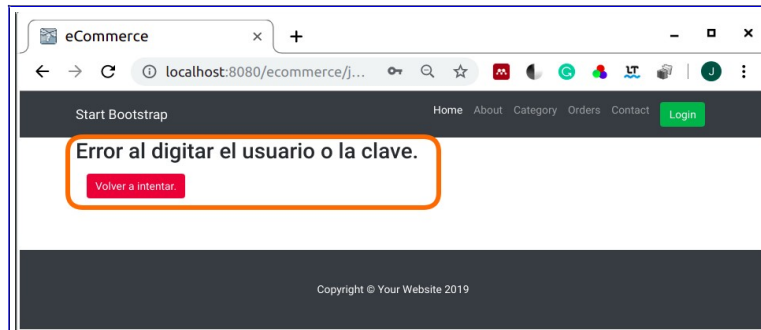 eCommerce
localhost:8080/ecommerce/j...
J
Start Bootstrap
Home About Category Orders Contact Login
Error al digitar el usuario o la clave.
Volver a intentar.
Copyright © Your Website 2019